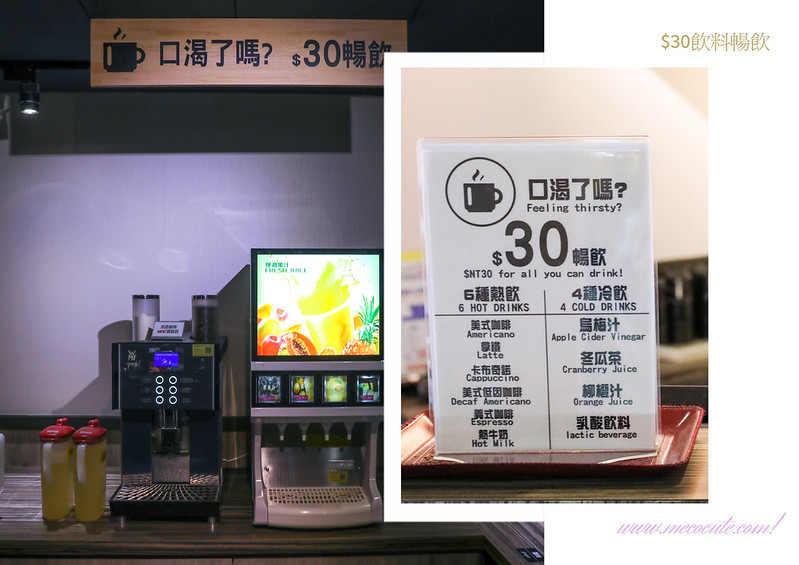 $30飲料暢飲
口渴了嗎? $30暢飲
鮮調果汁
FRESH JUICE
WMF
口渴了嗎?
Feeling thirsty?
$30暢飲
$NT30 for all you can drink!
6種熱飲
6 HOT DRINKS
美式咖啡
Americano
拿鐵
Latte
卡布奇諾
Cappuccino
美式低因咖啡
Decaf Americano
義式咖啡
Espresso
熱牛奶
Hot Milk
4種冷飲
4 COLD DRINKS
烏梅汁
Apple Cider Vinegar
冬瓜茶
Cranberry Juice
柳橙汁
Orange Juice
乳酸飲料
lactic beverage
www.mecocute.com!